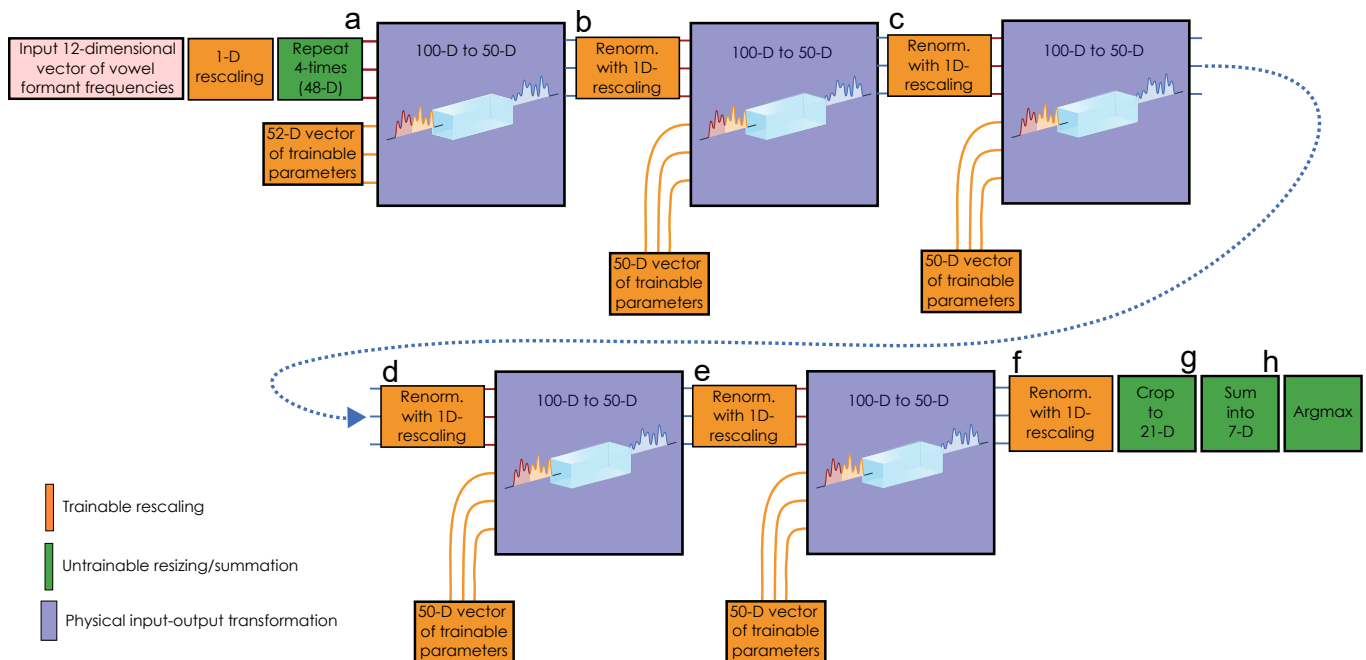 a
b
c
Input 12-dimensional
vector of vowel
formant frequencies
1-D
rescaling
Repeat
4-times
(48-D)
100-D to 50-D
Renorm.
with 1D-
rescaling
100-D to 50-D
Renorm.
with 1D-
rescaling
100-D to 50-D
52-D vector
of trainable
parameters
50-D vector
of trainable
parameters
50-D vector
of trainable
parameters
d
e
f
g
h
Renorm.
with 1D-
rescaling
100-D to 50-D
Renorm.
with 1D-
rescaling
100-D to 50-D
Renorm.
with 1D-
rescaling
Crop
to
21-D
Sum
into
7-D
Argmax
50-D vector
of trainable
parameters
50-D vector
of trainable
parameters
Trainable rescaling
Untrainable resizing/summation
Physical input-output transformation